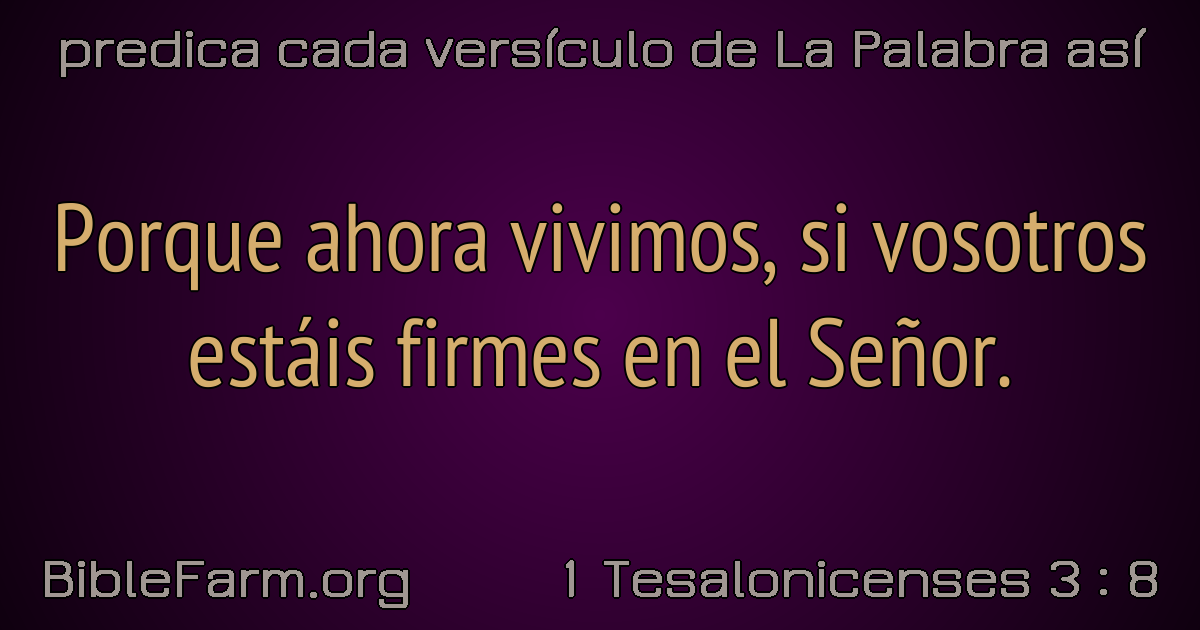 predica cada versículo de La Palabra así
Porque ahora vivimos, si vosotros
estáis firmes en el Señor.
BibleFarm.org
1 Tesalonicenses 3 : 8